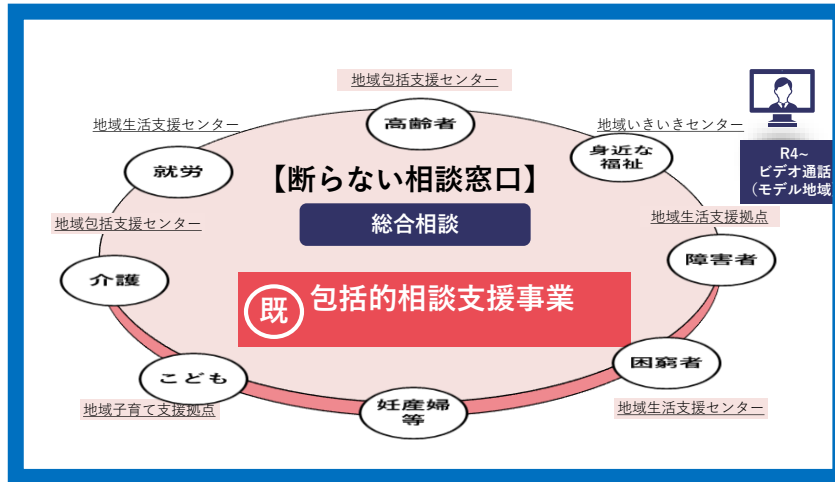 地域包括支援センター
高齢者
地域生活支援センター
就労
地域いきいきセンター
身近な
福祉
R4~
ビデオ通話
(モデル地域
【断らない相談窓口】
総合相談
地域包括支援センター
介護
地域生活支援拠点
障害者
既
包括的相談支援事業
こども
地域子育て支援拠点
妊産婦
等
困窮者
地域生活支援センター